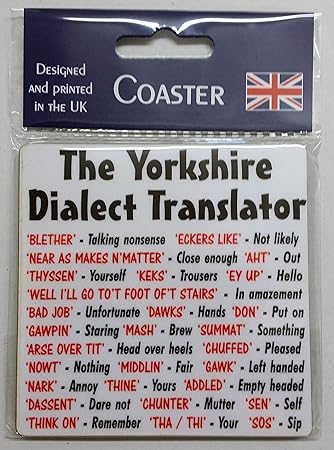 Designed
and printed
in the UK
COASTER
The Yorkshire
Dialect Translator
'BLETHER' - Talking nonsense 'ECKERS LIKE' - Not likely
'NEAR AS MAKES N'MATTER' - Close enough 'AHT' - Out
'THYSSEN' - Yourself 'KEKS' - Trousers 'EY UP' - Hello
'WELL I'LL GO TO'T FOOT OF'T STAIRS' - In amazement
'BAD JOB' - Unfortunate 'DAWKS' - Hands 'DON' - Put on
'GAWPIN' - Staring 'MASH' - Brew 'SUMMAT' - Something
'ARSE OVER TIT' - Head over heels 'CHUFFED' - Pleased
'NOWT' - Nothing 'MIDDLIN' - Fair 'GAWK' - Left handed
'NARK' - Annoy 'THINE' - Yours 'ADDLED' - Empty headed
'DASSENT' - Dare not 'CHUNTER' - Mutter 'SEN' - Self
'THINK ON' - Remember 'THA / THI' - Your 'SOS' - Sip